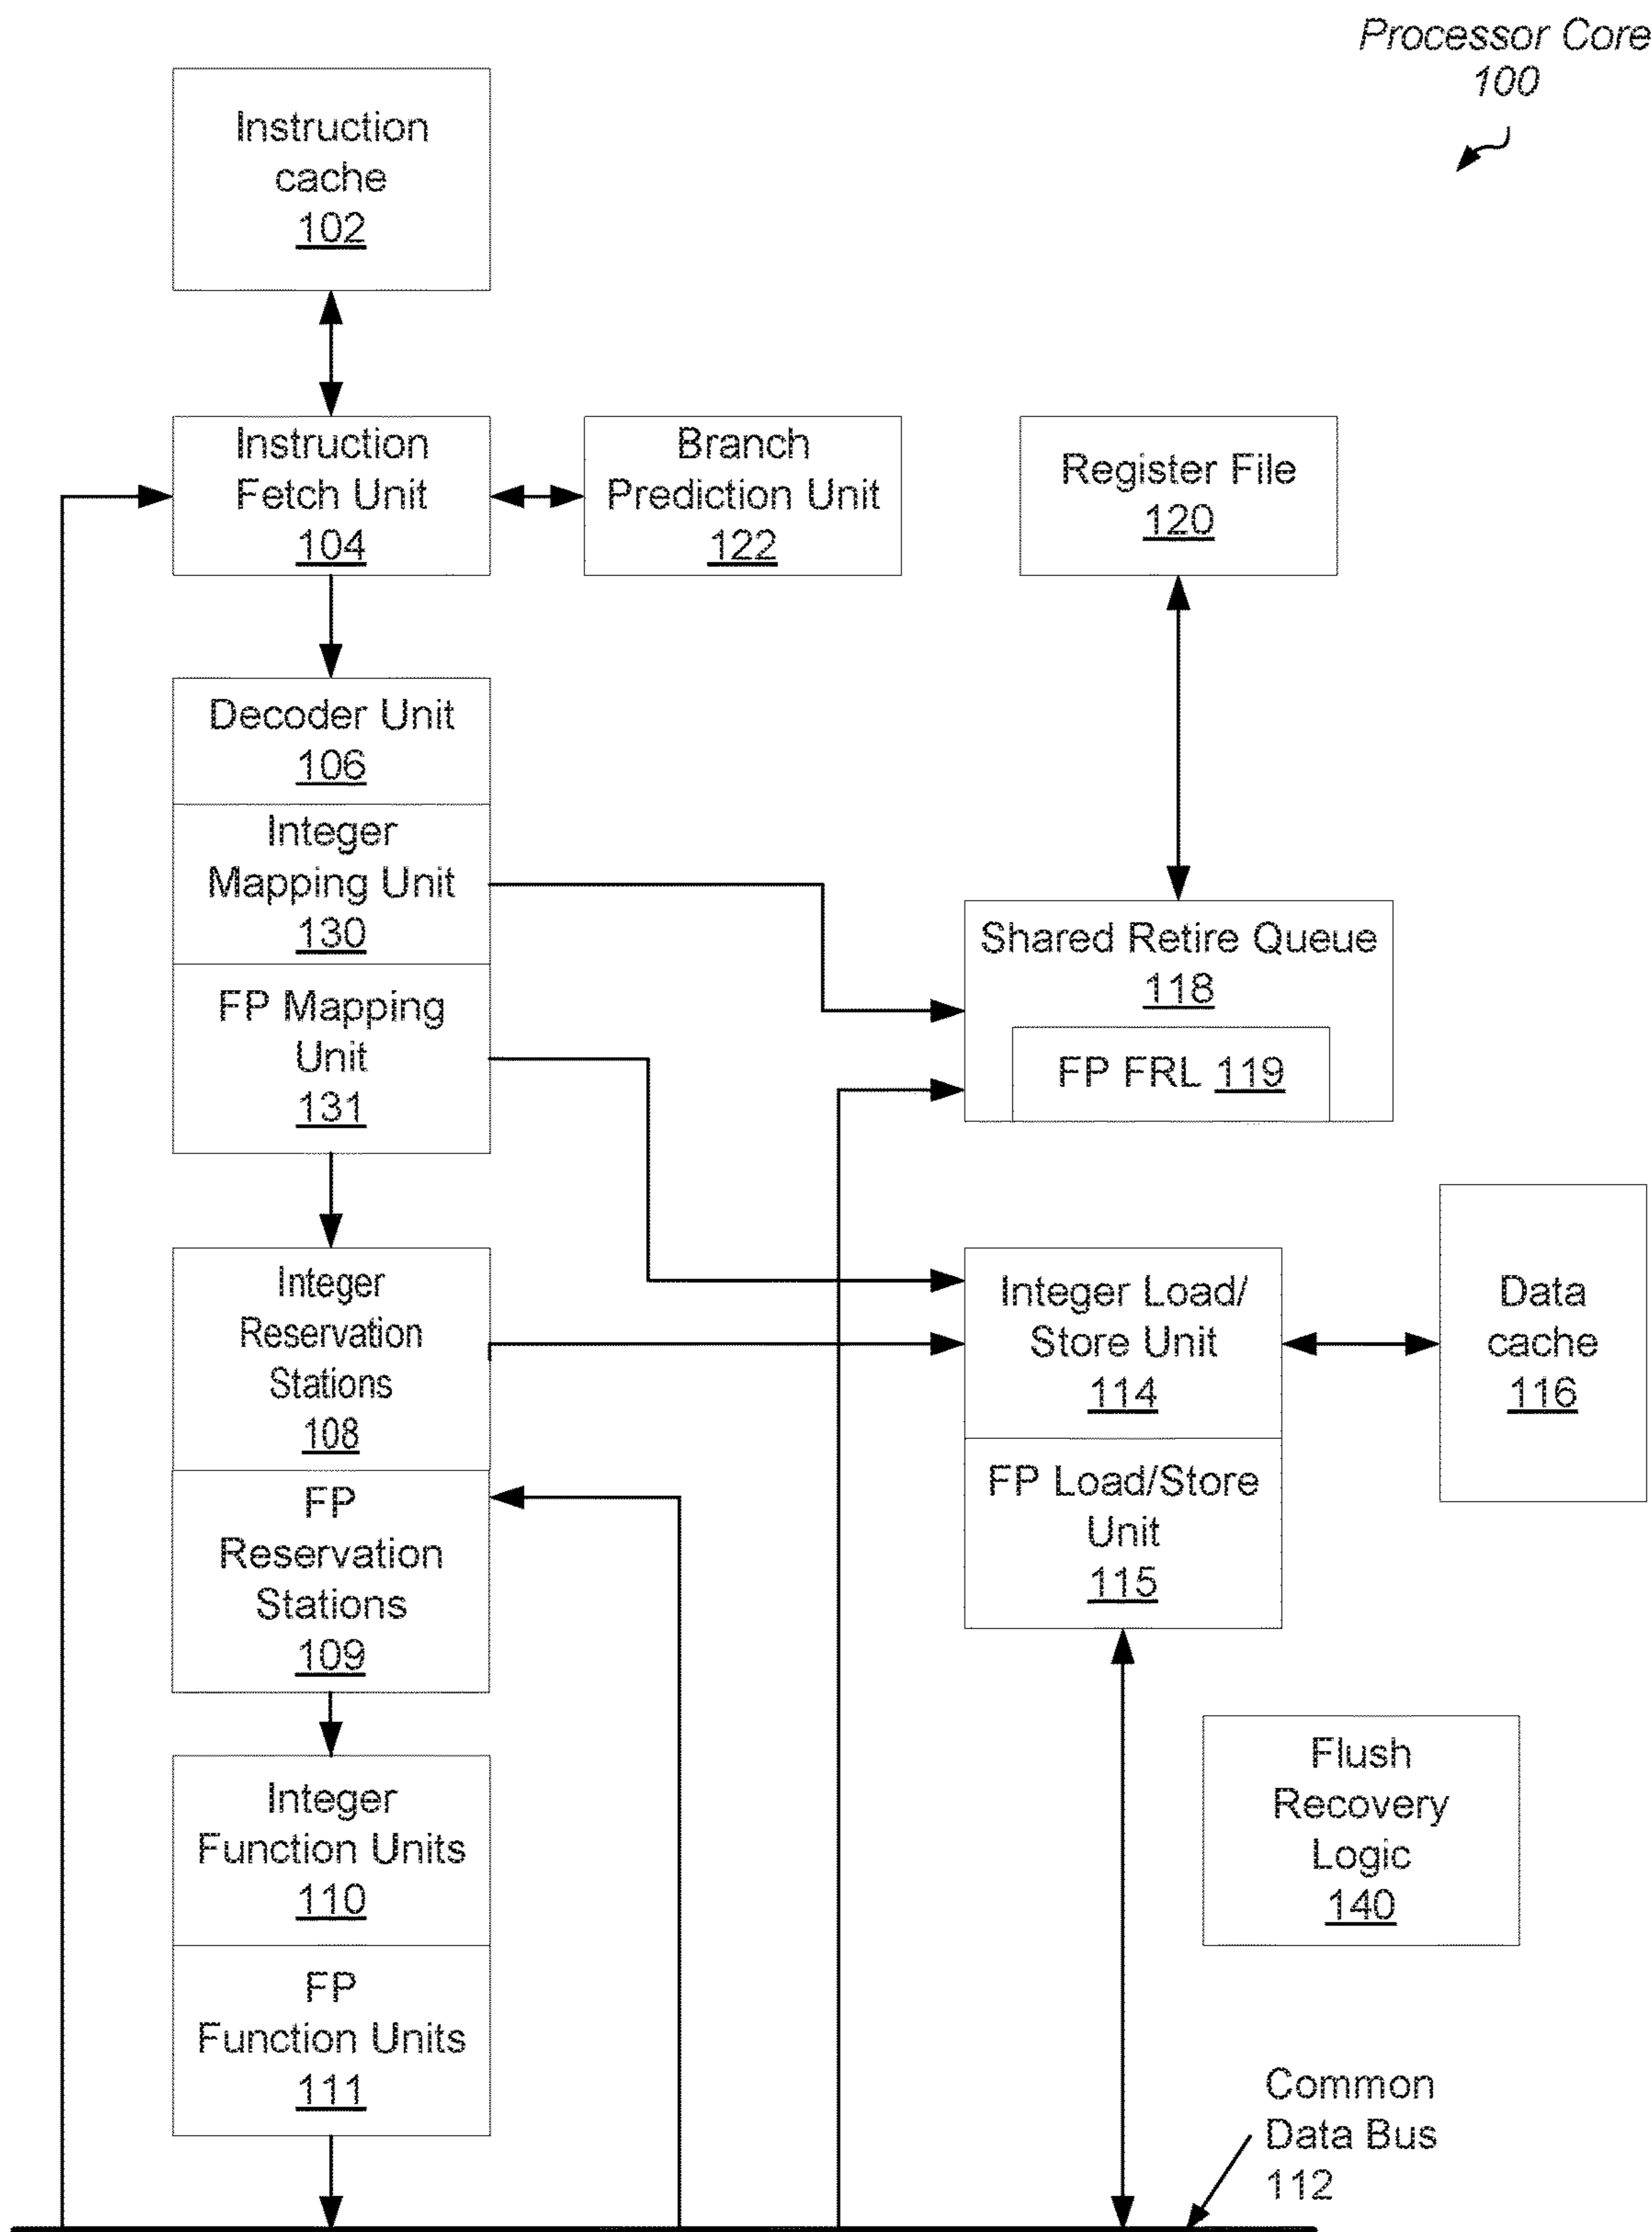 Processor Core
100
Instruction
cache
102
Instruction
Fetch Unit
104
Branch
Prediction Unit
122
Register File
120
Decoder Unit
106
Integer
Mapping Unit
130
FP Mapping
Unit
131
Shared Retire Queue
118
FP FRL 119
Integer
Reservation
Stations
108
FP
Reservation
Stations
109
Integer Load/
Store Unit
114
FP Load/Store
Unit
115
Data
cache
116
Integer
Function Units
110
FP
Function Units
111
Flush
Recovery
Logic
140
Common
Data Bus
112